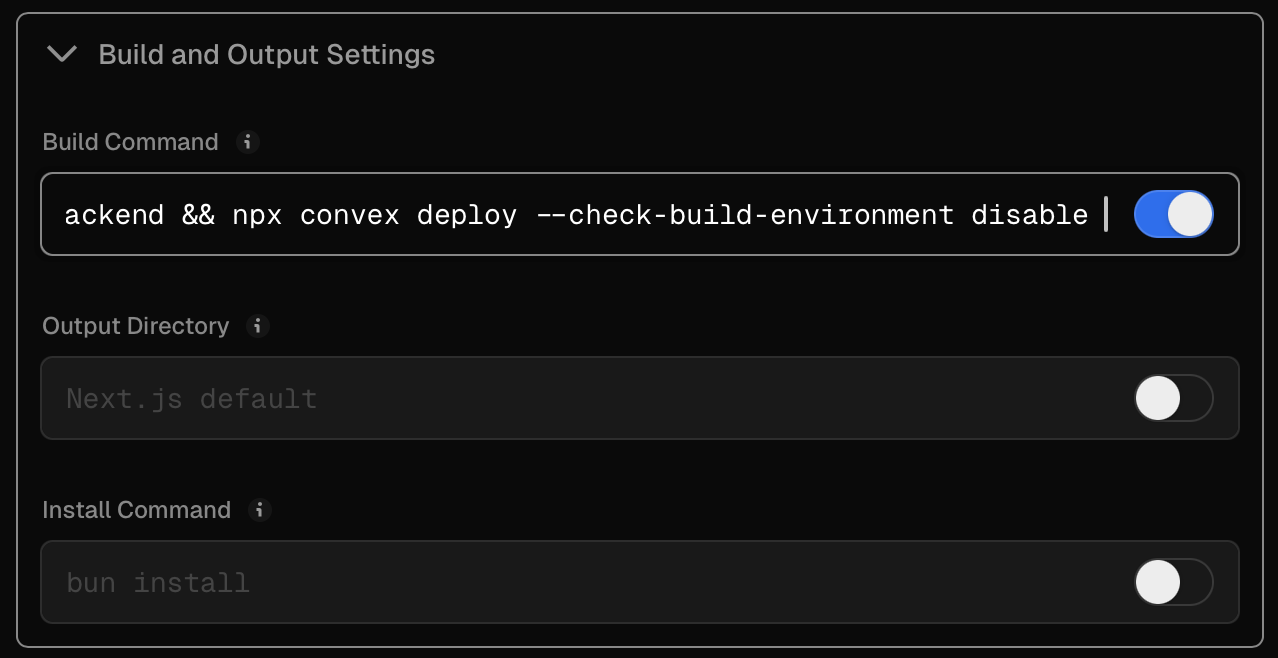 Build and Output Settings
Build Command
ackend && npx convex deploy --check-build-environment disable
Output Directory
Next.js default
Install Command
bun install